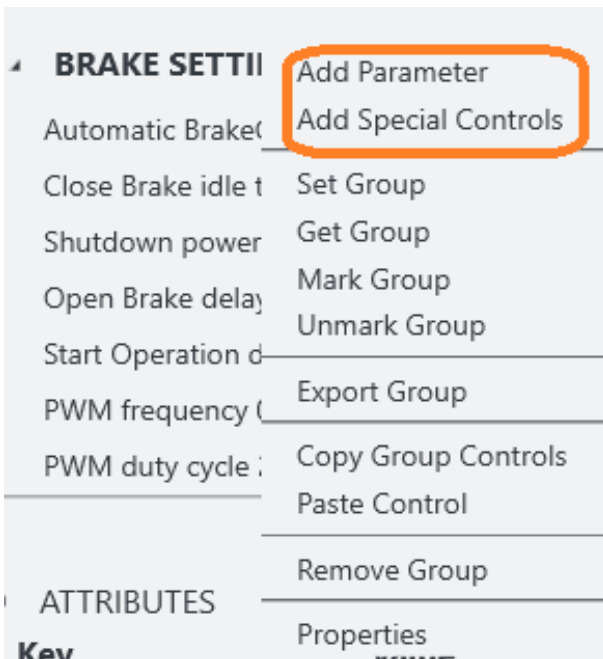 BRAKE SETTI
Automatic Brake
Close Brake idle t
Shutdown power
Open Brake delay
Start Operation d
PWM frequency
PWM duty cycle
ATTRIBUTES
Key
Add Parameter
Add Special Controls
Set Group
Get Group
Mark Group
Unmark Group
Export Group
Copy Group Controls
Paste Control
Remove Group
Properties